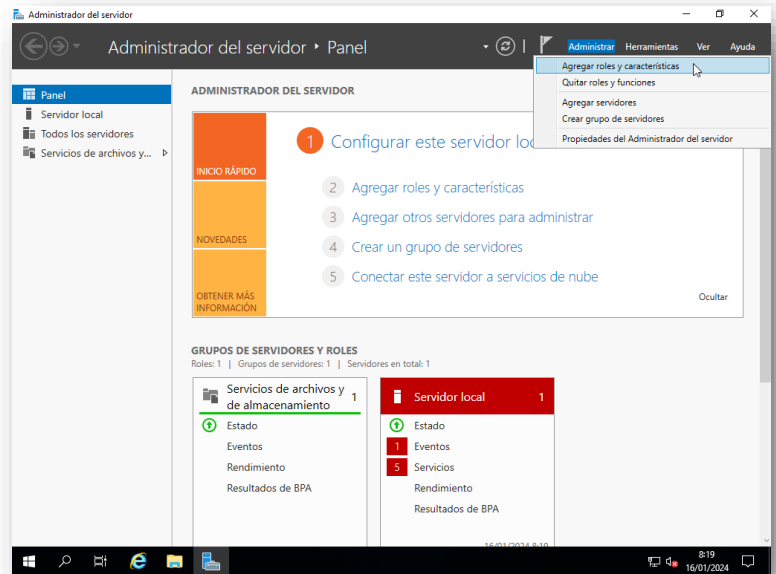 Administrador del servidor
Administrador del servidor ‣ Panel
Administrar Herramientas Ver Ayuda
Agregar roles y características
Quitar roles y funciones
Agregar servidores
Crear grupo de servidores
Propiedades del Administrador del servidor
Panel
Servidor local
Todos los servidores
Servicios de archivos y...
ADMINISTRADOR DEL SERVIDOR
INICIO RÁPIDO
NOVEDADES
OBTENER MÁS
INFORMACIÓN
1 Configurar este servidor loc
2 Agregar roles y características
3 Agregar otros servidores para administrar
4 Crear un grupo de servidores
5 Conectar este servidor a servicios de nube
Ocultar
GRUPOS DE SERVIDORES Y ROLES
Roles: 1 | Grupos de servidores: 1 | Servidores en total: 1
Servicios de archivos y
de almacenamiento
1
Estado
Eventos
Rendimiento
Resultados de BPA
Servidor local 1
Estado
1 Eventos
5 Servicios
Rendimiento
Resultados de BPA
16/01/2024 8:19
8:19
16/01/2024